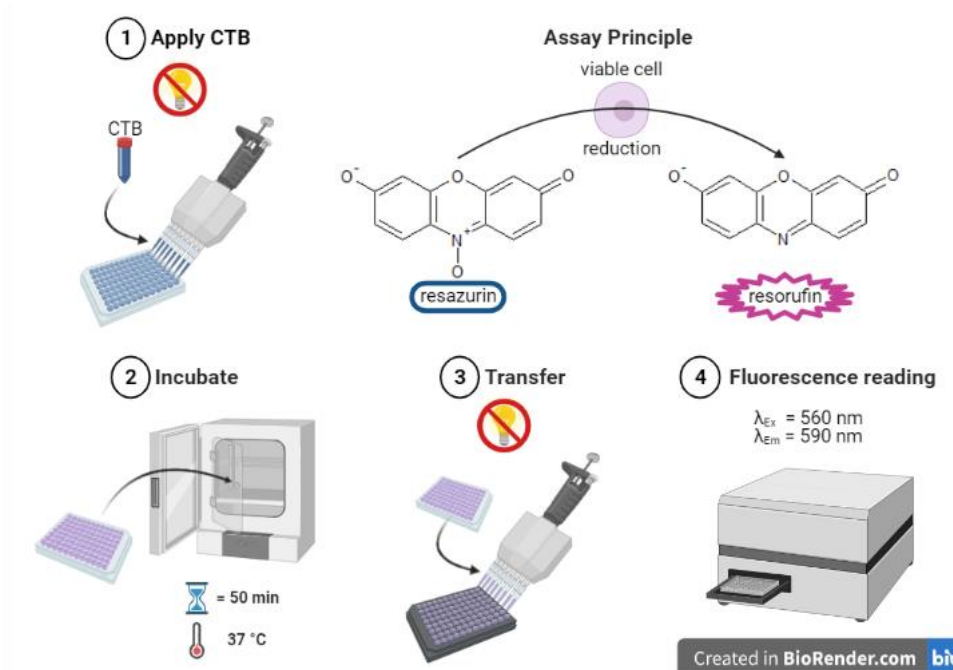 1 Apply CTB
CTB
Assay Principle
viable cell
reduction
O⁻
O
O
N⁺
O
resazurin
O⁻
O
O
N
resorufin
2 Incubate
= 50 min
37 °C
3 Transfer
4 Fluorescence reading
λEx = 560 nm
λEm = 590 nm
Created in BioRender.com